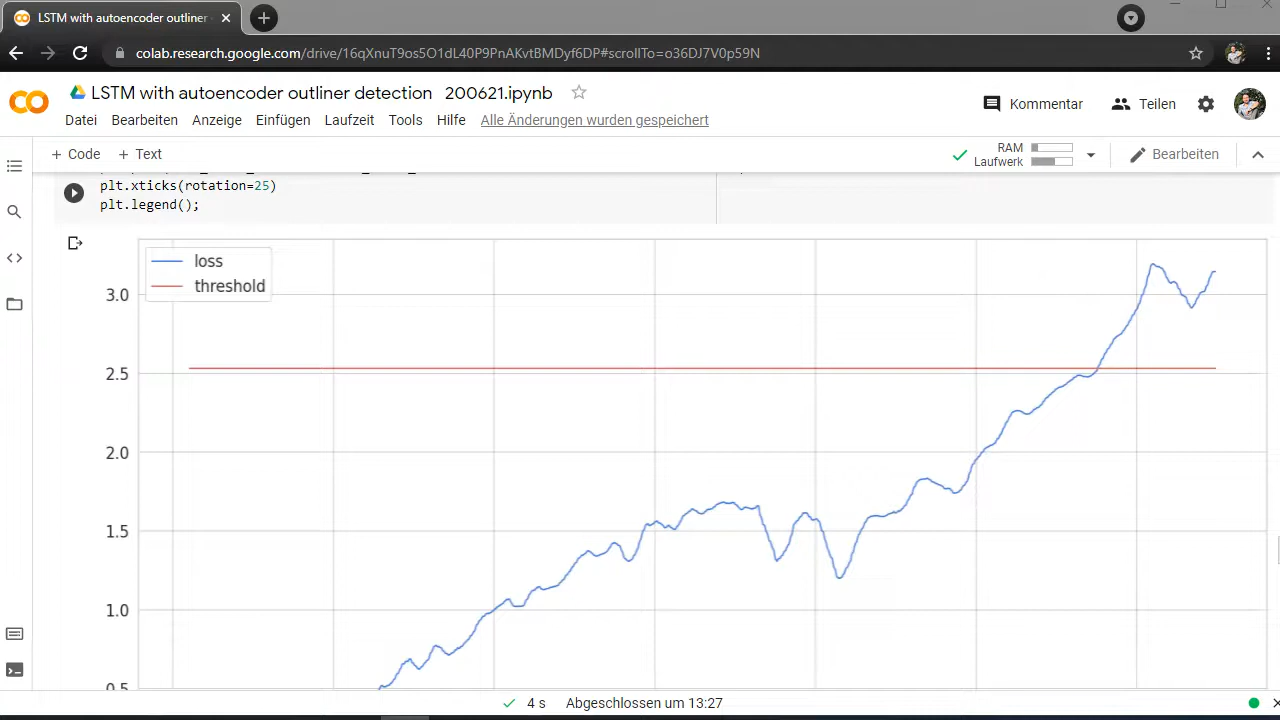 LSTM with autoencoder outliner
colab.research.google.com/drive/16qXnuT9os5O1dL40P9PnAKvtBMDyf6DP#scrollTo=o36DJ7V0p59N
LSTM with autoencoder outliner detection 200621.ipynb
Kommentar
Teilen
Datei Bearbeiten Anzeige Einfügen Laufzeit Tools Hilfe Alle Änderungen wurden gespeichert
+ Code + Text
RAM
Laufwerk
Bearbeiten
plt.xticks(rotation=25)
plt.legend();
loss
threshold
3.0
2.5
2.0
1.5
1.0
0.5
4 s Abgeschlossen um 13:27